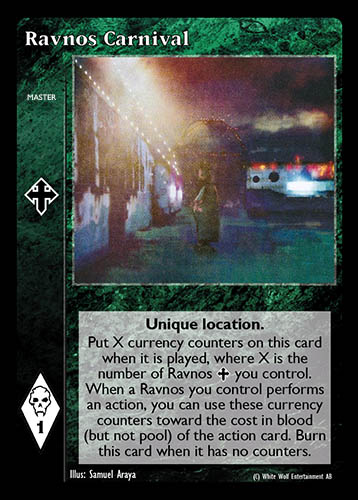 Ravnos Carnival
MASTER
Unique location.
Put X currency counters on this card
when it is played, where X is the
number of Ravnos you control.
When a Ravnos you control performs
an action, you can use these currency
counters toward the cost in blood
(but not pool) of the action card. Burn
this card when it has no counters.
1
Illus: Samuel Araya
(C) White Wolf Entertainment AB